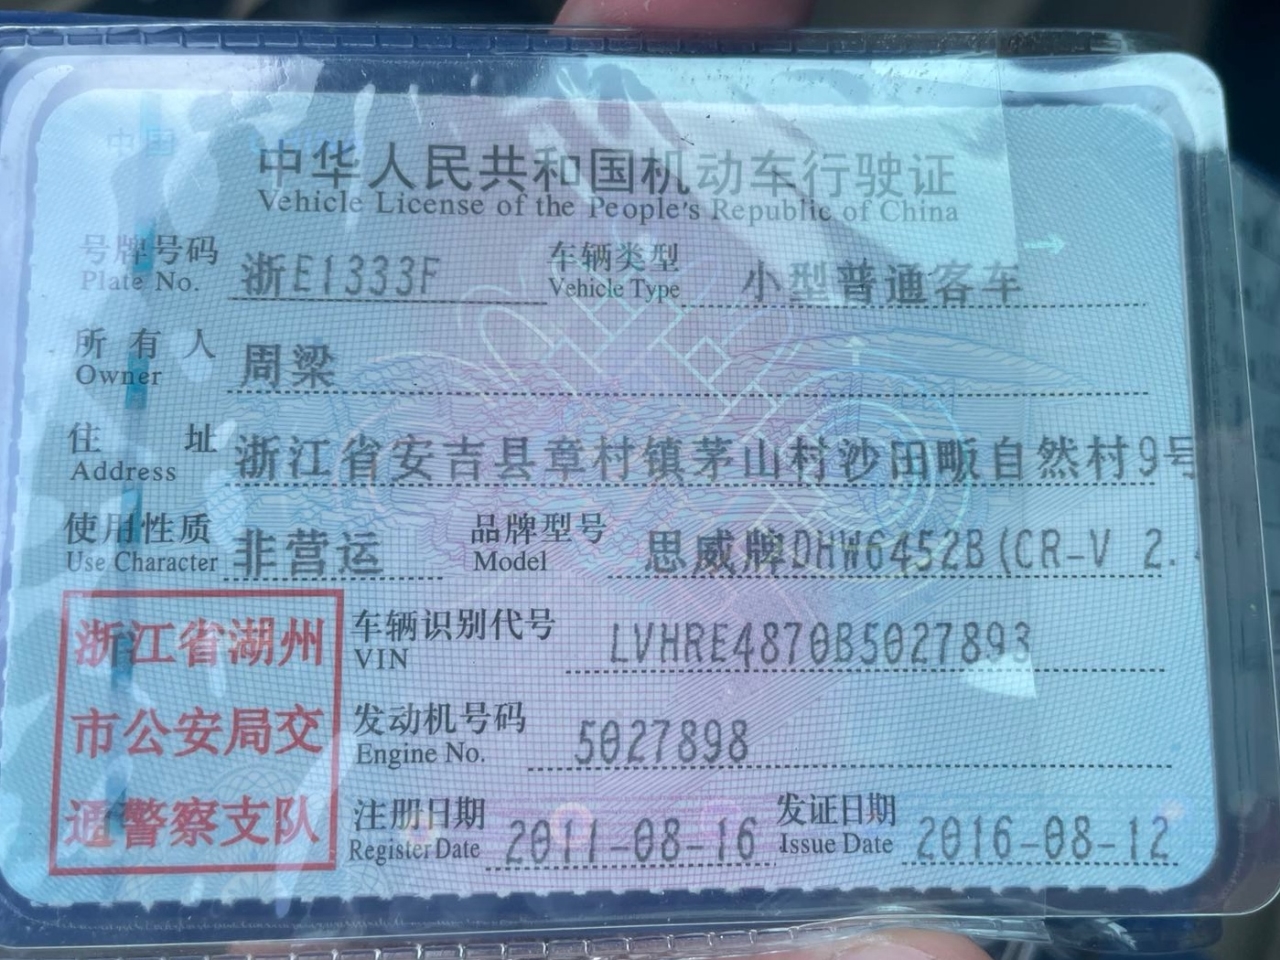 中国 CHINA
中华人民共和国机动车行驶证
Vehicle License of the People's Republic of China
号牌号码 浙E1333F 车辆类型 小型普通客车
Plate No. Vehicle Type
所有人 周梁
Owner
住址 浙江省安吉县章村镇茅山村沙田畈自然村9号
Address
使用性质 非营运 品牌型号 思威牌DHW6452B(CR-V 2.
Use Character Model
浙江省湖州
市公安局交
通警察支队
车辆识别代号 LVHRE4870B5027893
VIN
发动机号码 5027898
Engine No.
注册日期 2011-08-16 发证日期 2016-08-12
Register Date Issue Date